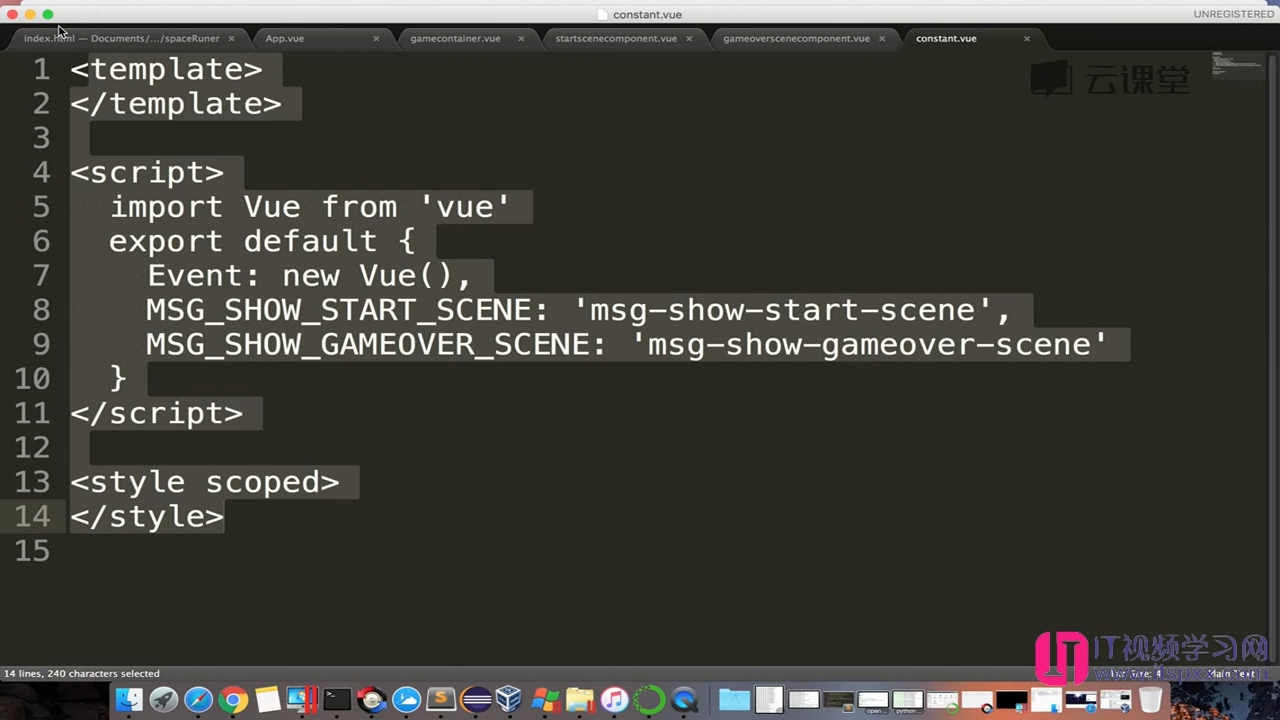 constant.vue
UNREGISTERED
index.html — Documents/.../spaceRuner
App.vue
gamecontainer.vue
startscenecomponent.vue
gameoverscenecomponent.vue
constant.vue
云课堂
1 <template>
2 </template>
3
4 <script>
5 import Vue from 'vue'
6 export default {
7 Event: new Vue(),
8 MSG_SHOW_START_SCENE: 'msg-show-start-scene',
9 MSG_SHOW_GAMEOVER_SCENE: 'msg-show-gameover-scene'
10 }
11 </script>
12
13 <style scoped>
14 </style>
15
IT视频学习网
14 lines, 240 characters selected